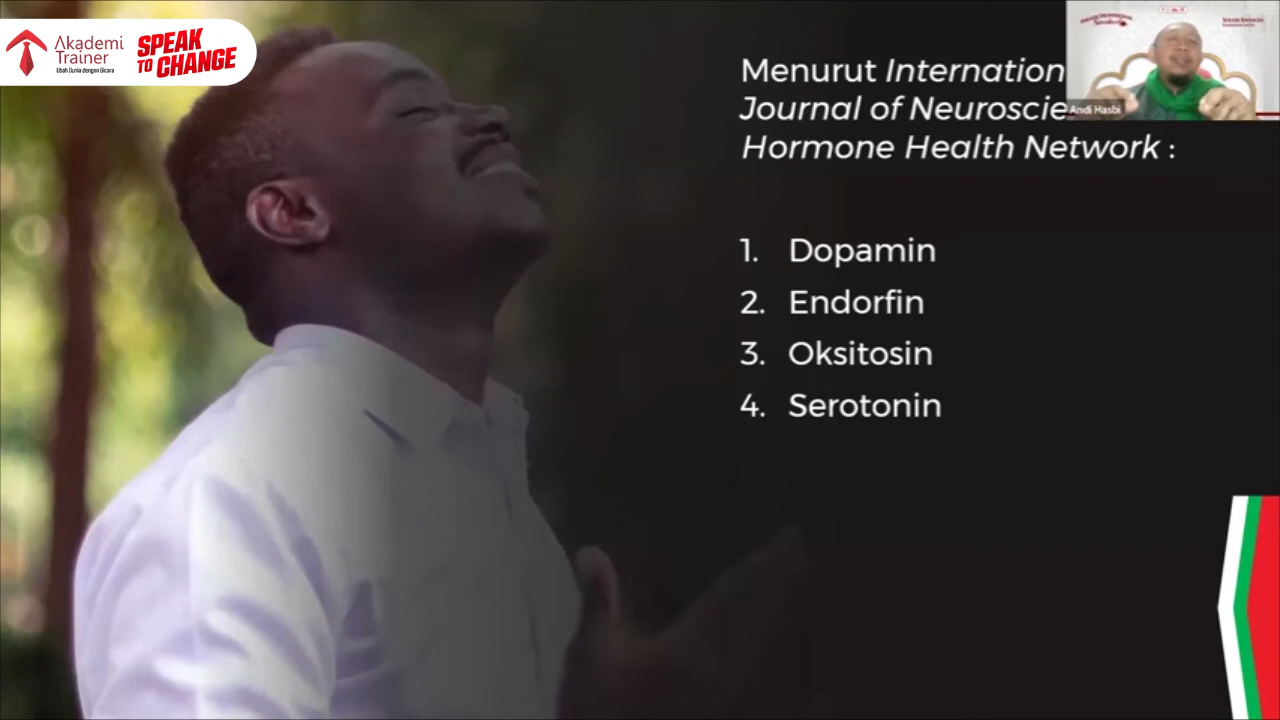 Akademi
Trainer
Ubah Dunia dengan Bicara
SPEAK
TO CHANGE
Menurut Internation
Journal of Neuroscie
Hormone Health Network :
Andi Hasbi
1. Dopamin
2. Endorfin
3. Oksitosin
4. Serotonin